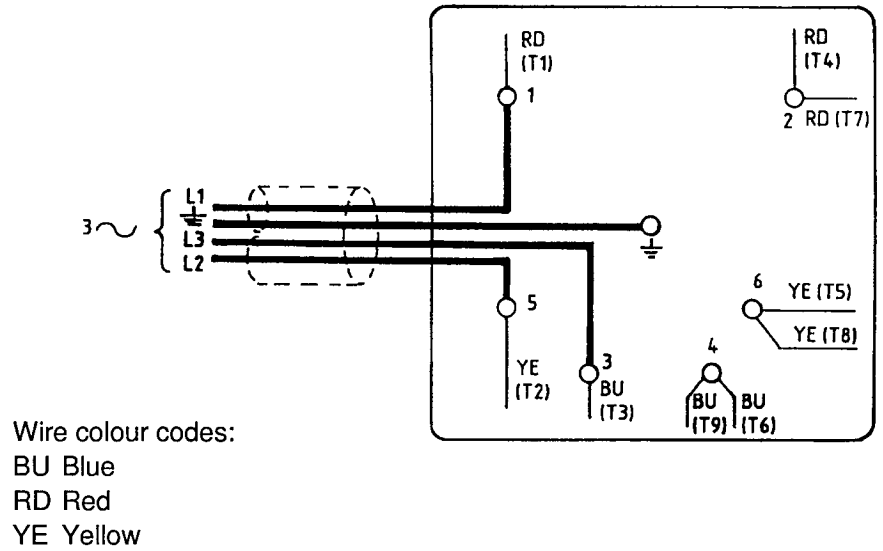 RD
(T1)
1
RD
(T4)
2 RD (T7)
3
L1
L3
L2
5
YE
(T2)
3
BU
(T3)
6
YE (T5)
YE (T8)
4
BU
(T9)
BU
(T6)
Wire colour codes:
BU Blue
RD Red
YE Yellow